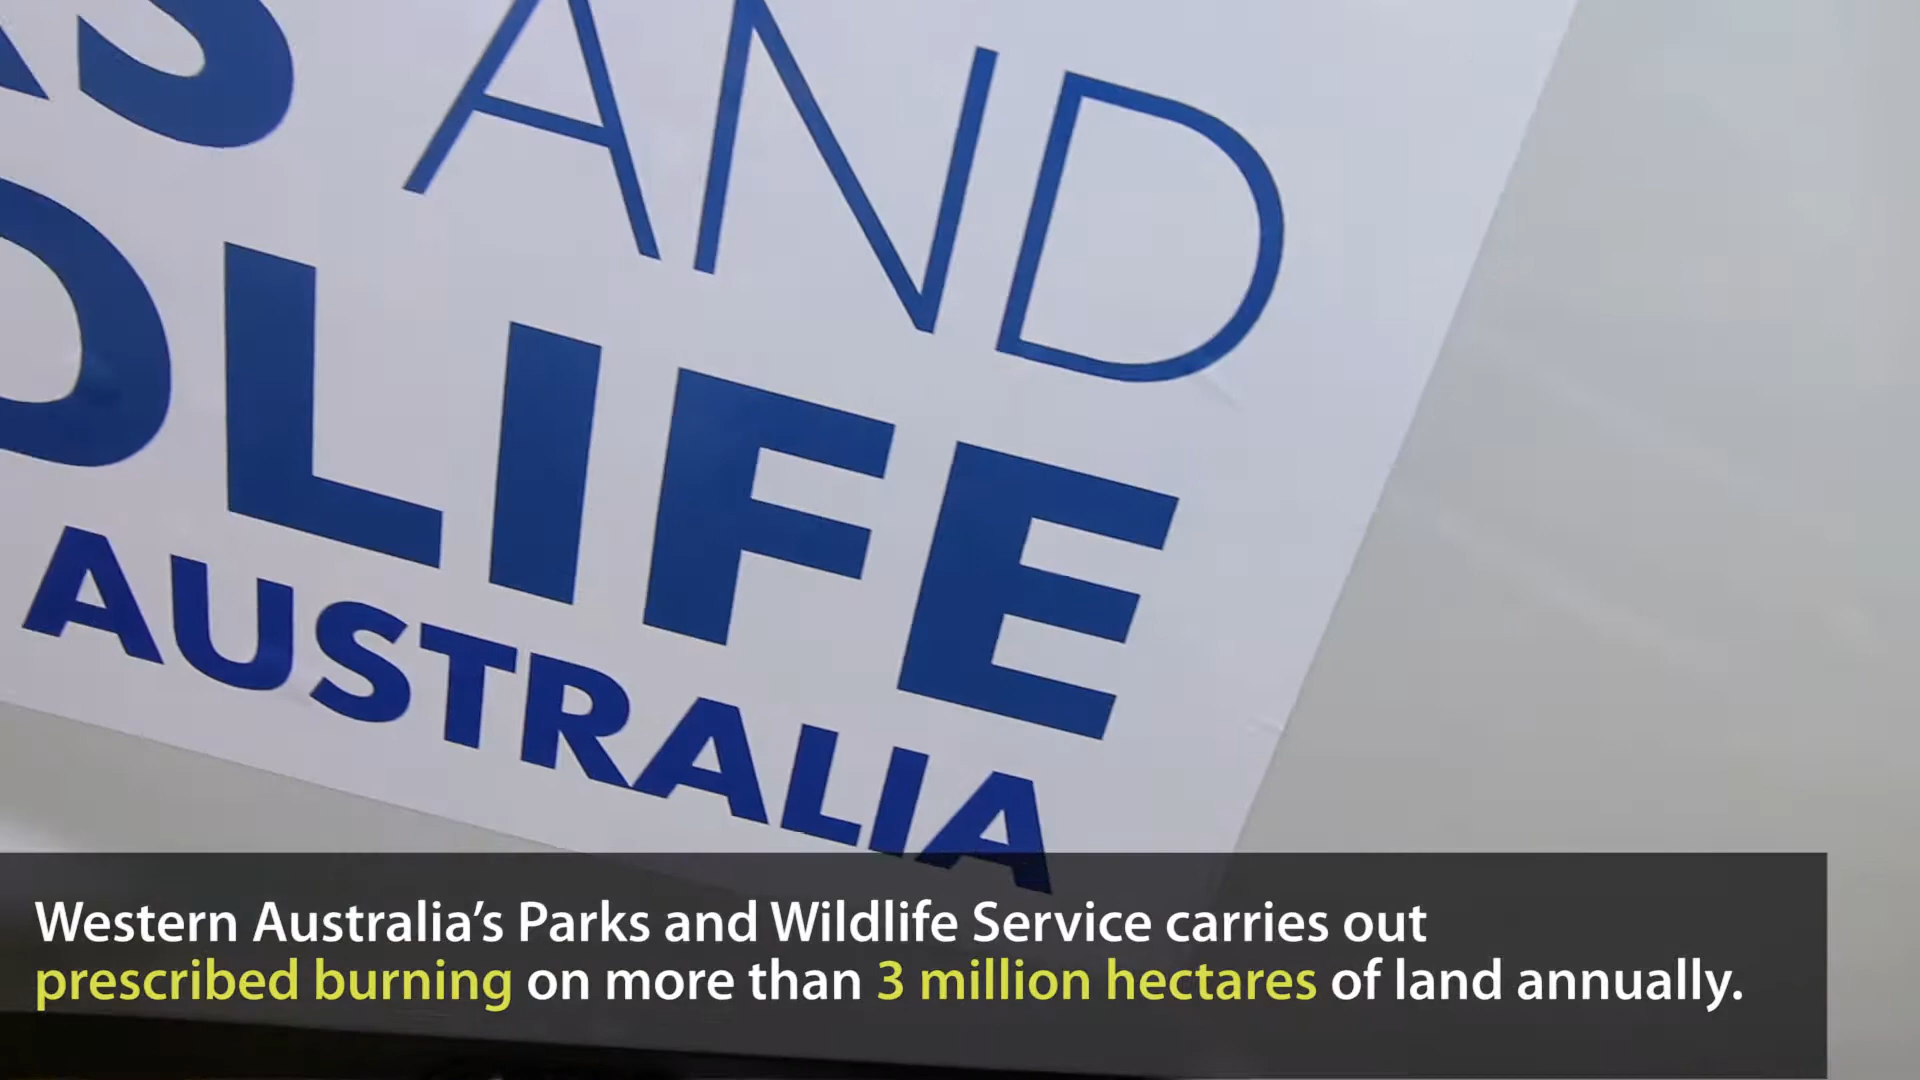 AND
LIFE
AUSTRALIA
Western Australia’s Parks and Wildlife Service carries out
prescribed burning on more than 3 million hectares of land annually.